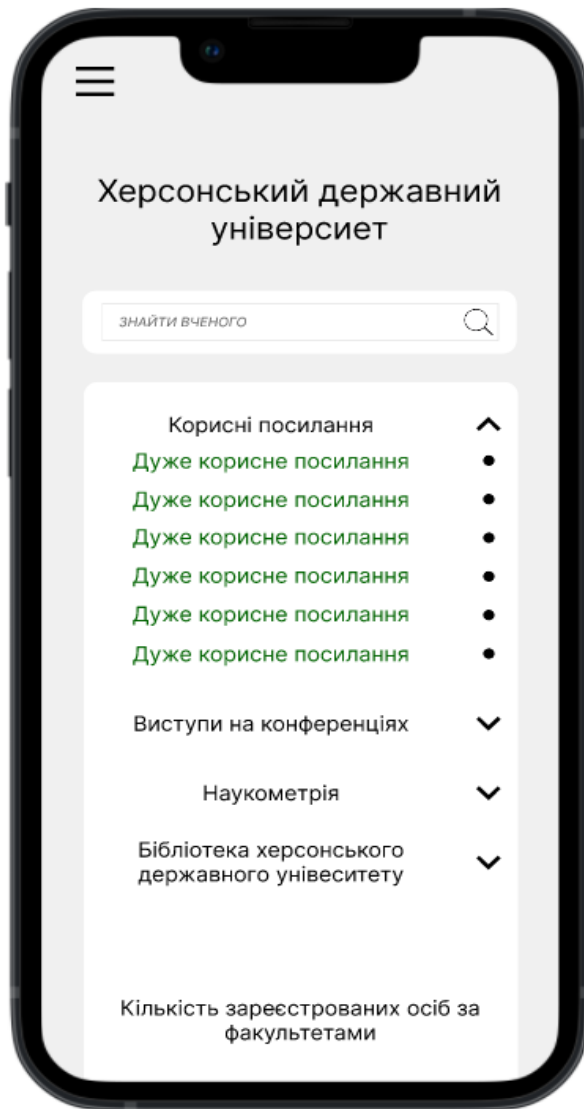 Херсонський державний
універсиет
ЗНАЙТИ ВЧЕНОГО
Корисні посилання
Дуже корисне посилання
Дуже корисне посилання
Дуже корисне посилання
Дуже корисне посилання
Дуже корисне посилання
Дуже корисне посилання
Виступи на конференціях
Наукометрія
Бібліотека херсонського
державного унівеситету
Кількість зареєстрованих осіб за
факультетами